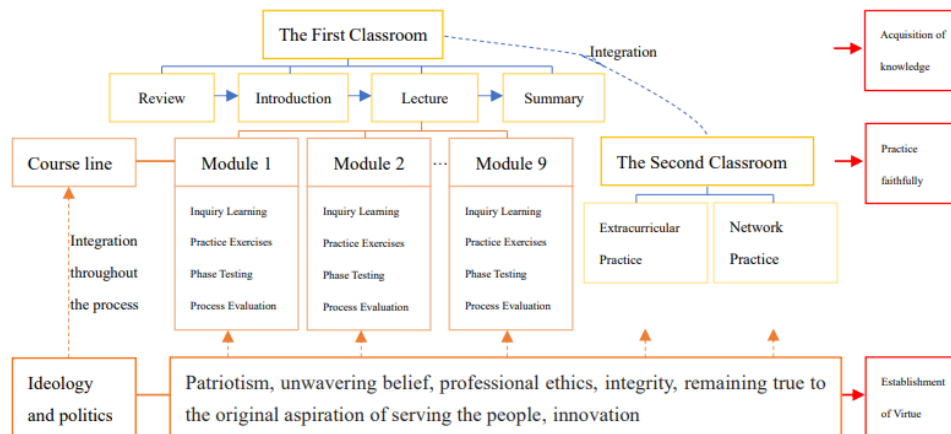 The First Classroom
Integration
Acquisition of
knowledge
Review
Introduction
Lecture
Summary
Course line
Module 1
Module 2
...
Module 9
The Second Classroom
Practice
faithfully
Inquiry Learning
Practice Exercises
Phase Testing
Process Evaluation
Inquiry Learning
Practice Exercises
Phase Testing
Process Evaluation
Inquiry Learning
Practice Exercises
Phase Testing
Process Evaluation
Extracurricular
Practice
Network
Practice
Integration
throughout
the process
Ideology
and politics
Patriotism, unwavering belief, professional ethics, integrity, remaining true to
the original aspiration of serving the people, innovation
Establishment
of Virtue